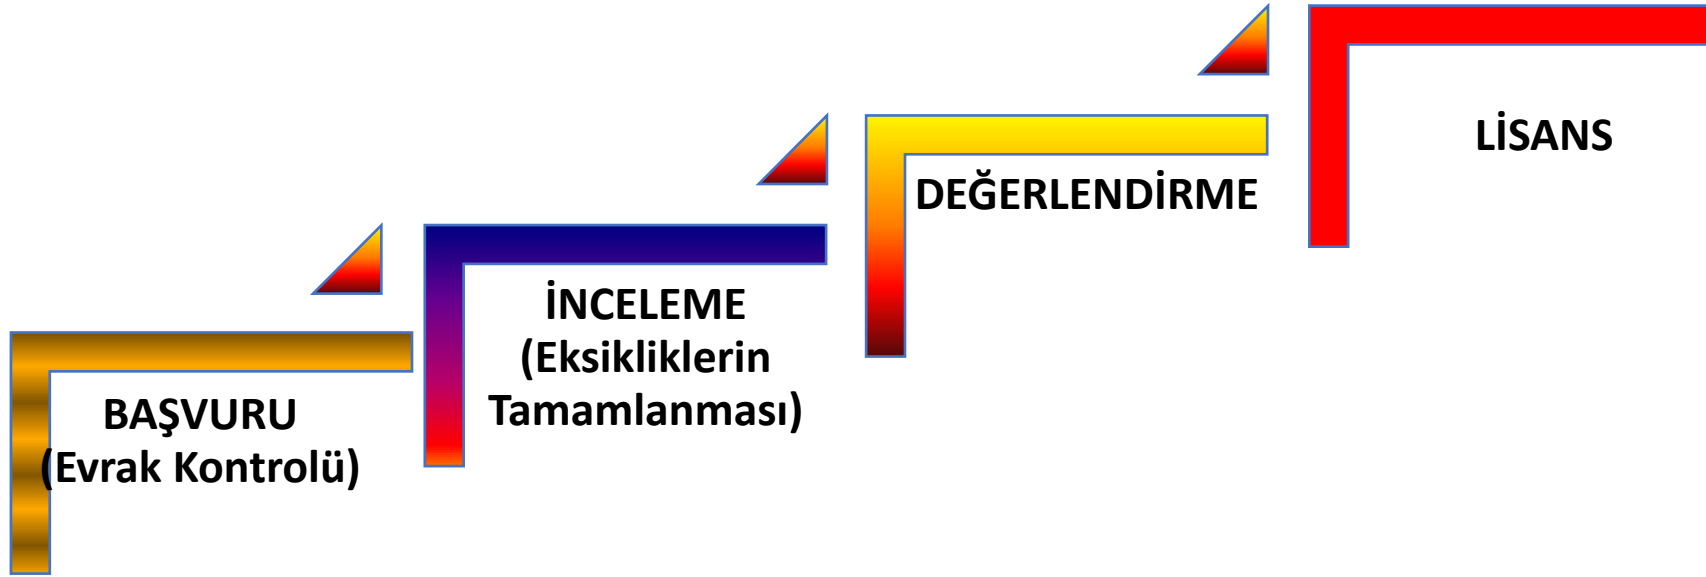 BAŞVURU
(Evrak Kontrolü)
İNCELEME
(Eksikliklerin
Tamamlanması)
DEĞERLENDİRME
LİSANS